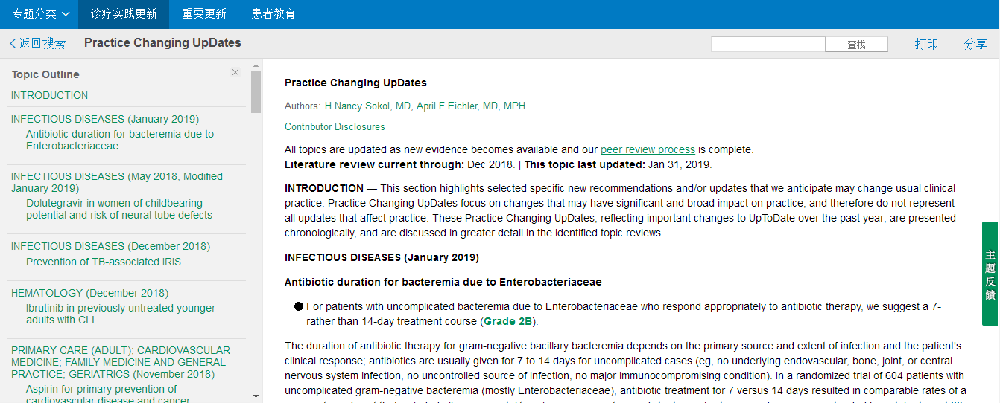 专题分类 诊疗实践更新 重要更新 患者教育
返回搜索 Practice Changing UpDates 查找 打印 分享
Topic Outline
INTRODUCTION
INFECTIOUS DISEASES (January 2019)
Antibiotic duration for bacteremia due to
Enterobacteriaceae
INFECTIOUS DISEASES (May 2018, Modified
January 2019)
Dolutegravir in women of childbearing
potential and risk of neural tube defects
INFECTIOUS DISEASES (December 2018)
Prevention of TB-associated IRIS
HEMATOLOGY (December 2018)
Ibrutinib in previously untreated younger
adults with CLL
PRIMARY CARE (ADULT); CARDIOVASCULAR
MEDICINE; FAMILY MEDICINE AND GENERAL
PRACTICE; GERIATRICS (November 2018)
Aspirin for primary prevention of
cardiovascular disease and cancer
Practice Changing UpDates
Authors: H Nancy Sokol, MD, April F Eichler, MD, MPH
Contributor Disclosures
All topics are updated as new evidence becomes available and our peer review process is complete.
Literature review current through: Dec 2018. | This topic last updated: Jan 31, 2019.
INTRODUCTION — This section highlights selected specific new recommendations and/or updates that we anticipate may change usual clinical
practice. Practice Changing UpDates focus on changes that may have significant and broad impact on practice, and therefore do not represent
all updates that affect practice. These Practice Changing UpDates, reflecting important changes to UpToDate over the past year, are presented
chronologically, and are discussed in greater detail in the identified topic reviews.
INFECTIOUS DISEASES (January 2019)
Antibiotic duration for bacteremia due to Enterobacteriaceae
● For patients with uncomplicated bacteremia due to Enterobacteriaceae who respond appropriately to antibiotic therapy, we suggest a 7-
rather than 14-day treatment course (Grade 2B).
The duration of antibiotic therapy for gram-negative bacillary bacteremia depends on the primary source and extent of infection and the patient's
clinical response; antibiotics are usually given for 7 to 14 days for uncomplicated cases (eg, no underlying endovascular, bone, joint, or central
nervous system infection, no uncontrolled source of infection, no major immunocompromising condition). In a randomized trial of 604 patients with
uncomplicated gram-negative bacteremia (mostly Enterobacteriaceae), antibiotic treatment for 7 versus 14 days resulted in comparable rates of a
主題反饋